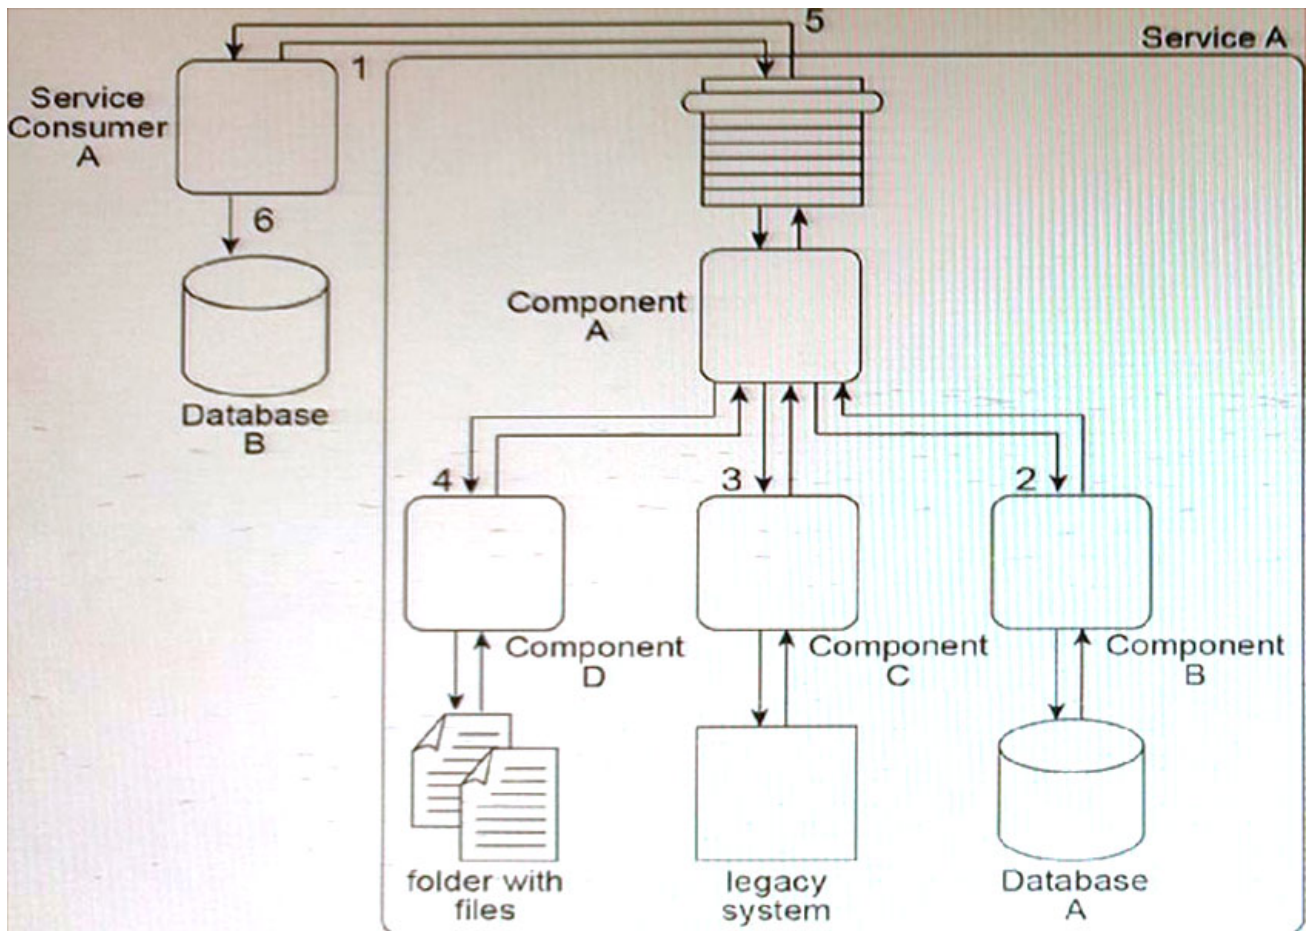 5
Service A
1
Service
Consumer
A
6
Component
A
Database
B
4
3
2
Component
D
Component
C
Component
B
folder with
files
legacy
system
Database
A